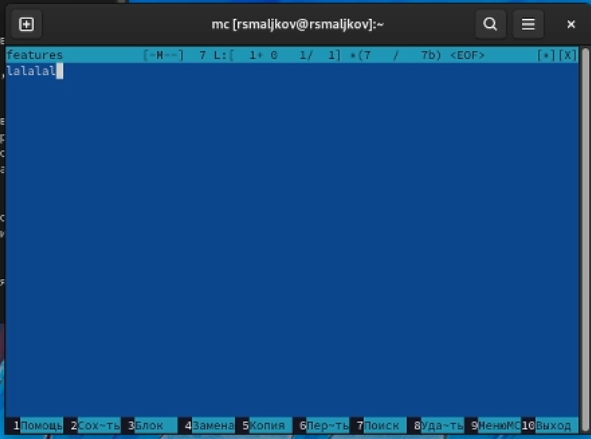 mc [rsmaljkov@rsmaljkov]:~
features [-M--] 7 L:[ 1+ 0 1/ 1] *(7 / 7b) <EOF> [*][X]
lalalal
1Помощь 2Сох~ть 3Блок 4Замена 5Копия 6Пер~ть 7Поиск 8Уда~ть 9МенюMC 10Выход